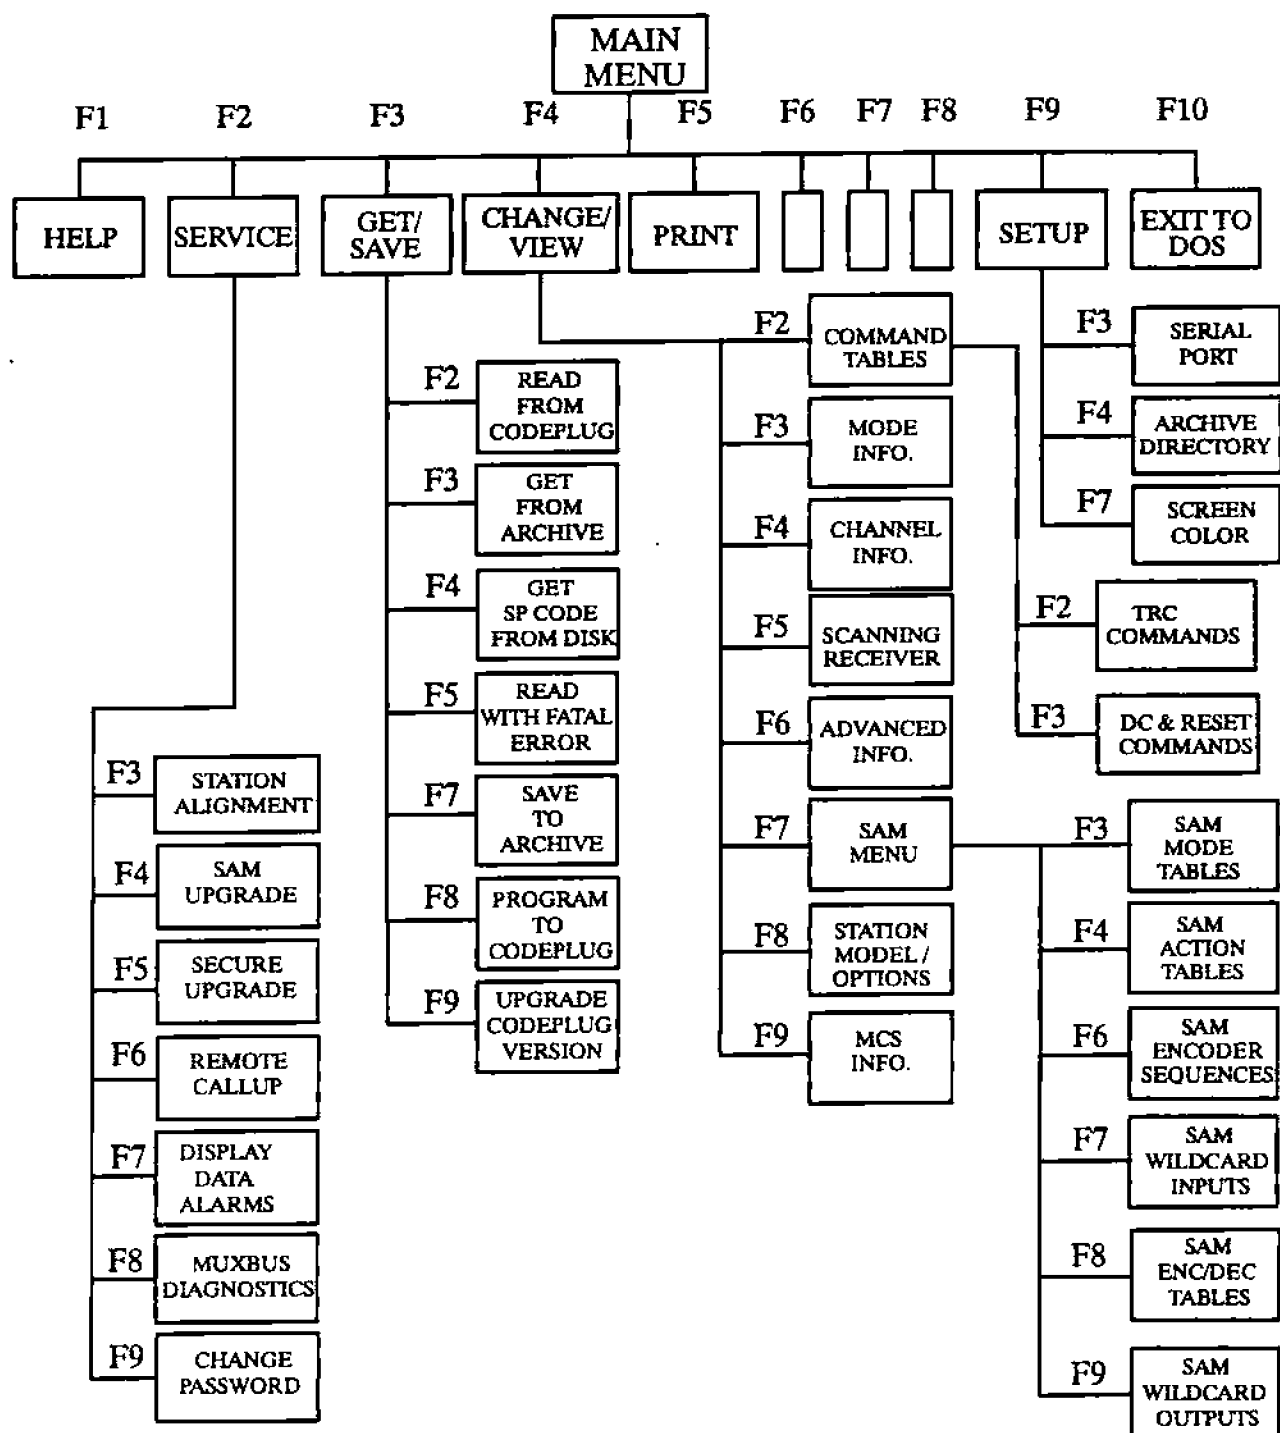 MAIN
MENU
F1 F2 F3 F4 F5 F6 F7 F8 F9 F10
HELP
SERVICE
GET/
SAVE
CHANGE/
VIEW
PRINT
SETUP
EXIT TO
DOS
F3
STATION
ALIGNMENT
F4
SAM
UPGRADE
F5
SECURE
UPGRADE
F6
REMOTE
CALLUP
F7
DISPLAY
DATA
ALARMS
F8
MUXBUS
DIAGNOSTICS
F9
CHANGE
PASSWORD
F2
READ
FROM
CODEPLUG
F3
GET
FROM
ARCHIVE
F4
GET
SP CODE
FROM DISK
F5
READ
WITH FATAL
ERROR
F7
SAVE
TO
ARCHIVE
F8
PROGRAM
TO
CODEPLUG
F9
UPGRADE
CODEPLUG
VERSION
F2
COMMAND
TABLES
F3
MODE
INFO.
F4
CHANNEL
INFO.
F5
SCANNING
RECEIVER
F6
ADVANCED
INFO.
F7
SAM
MENU
F8
STATION
MODEL /
OPTIONS
F9
MCS
INFO.
F3
SERIAL
PORT
F4
ARCHIVE
DIRECTORY
F7
SCREEN
COLOR
F2
TRC
COMMANDS
F3
DC & RESET
COMMANDS
F3
SAM
MODE
TABLES
F4
SAM
ACTION
TABLES
F6
SAM
ENCODER
SEQUENCES
F7
SAM
WILDCARD
INPUTS
F8
SAM
ENC/DEC
TABLES
F9
SAM
WILDCARD
OUTPUTS